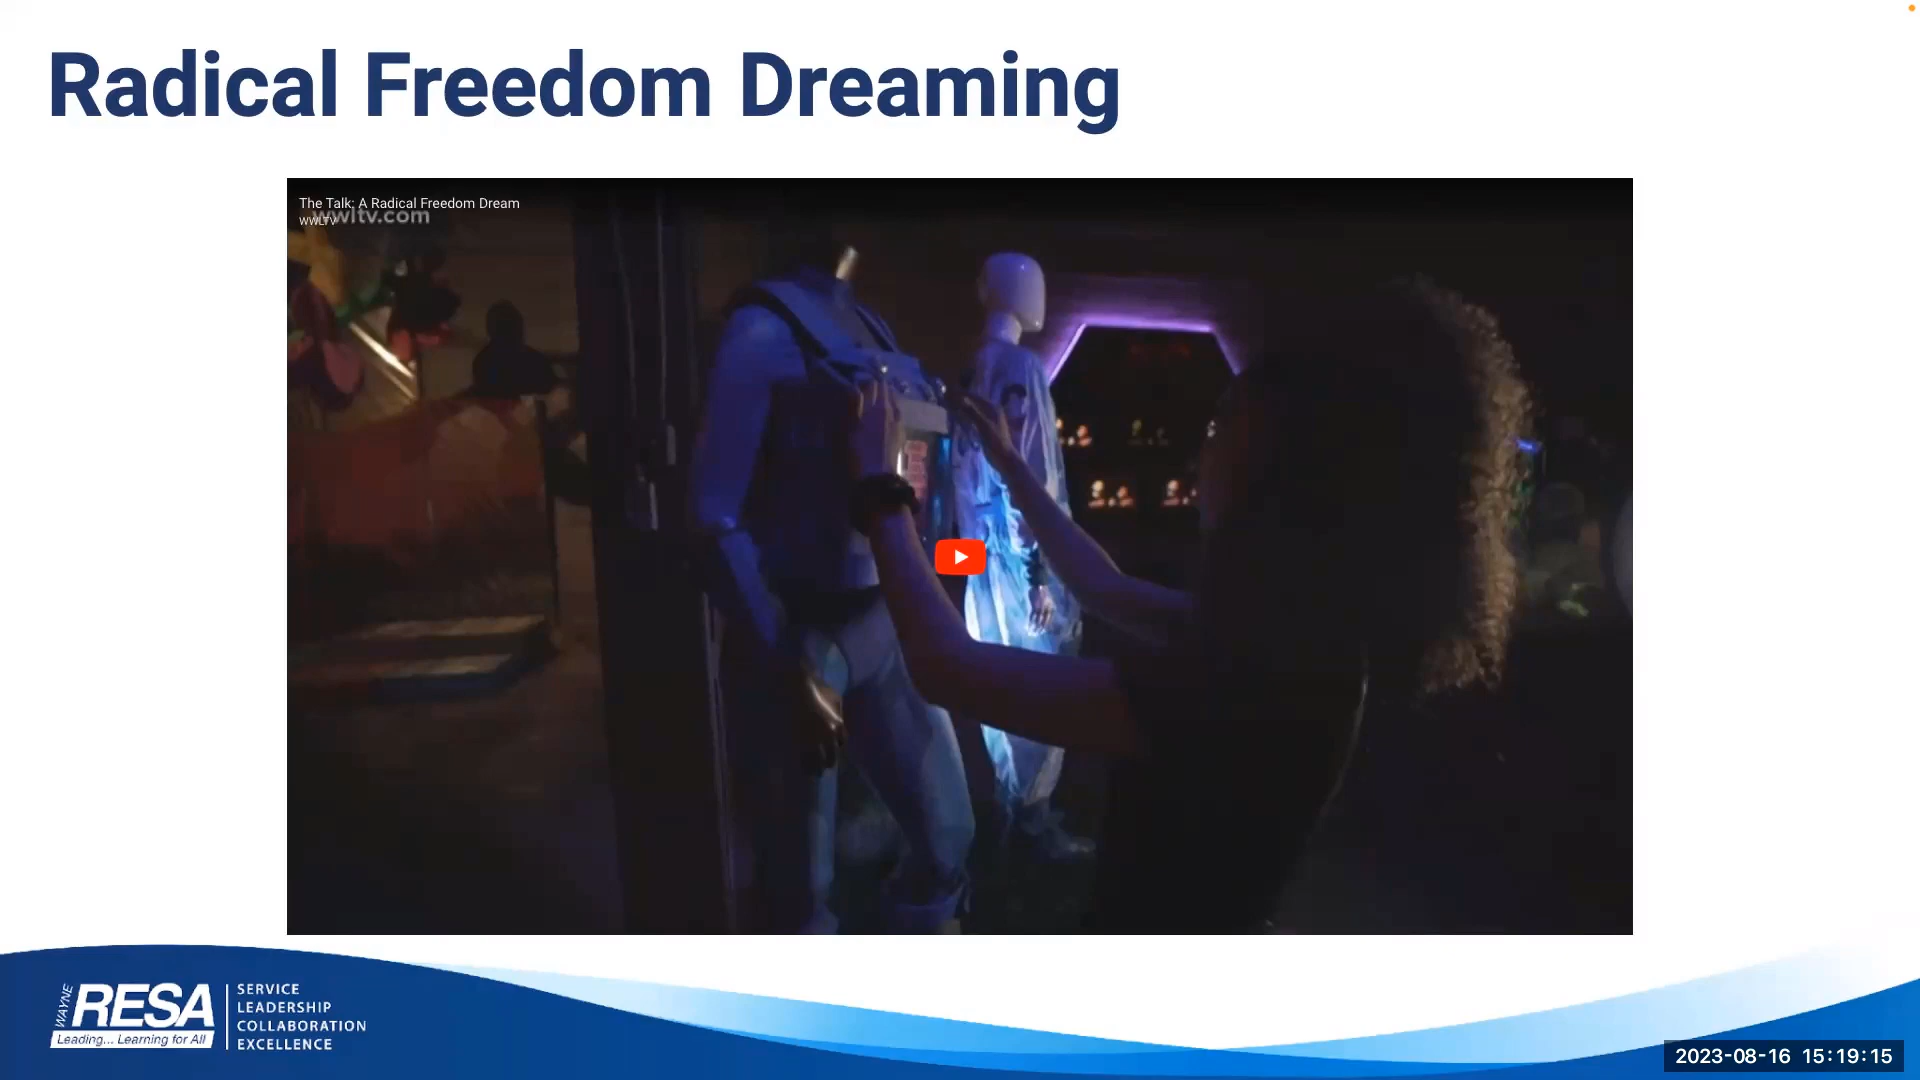 Radical Freedom Dreaming
The Talk: A Radical Freedom Dream
wwltv.com
WWLTV
WAYNE
RESA
Leading... Learning for All
SERVICE
LEADERSHIP
COLLABORATION
EXCELLENCE
2023-08-16 15:19:15